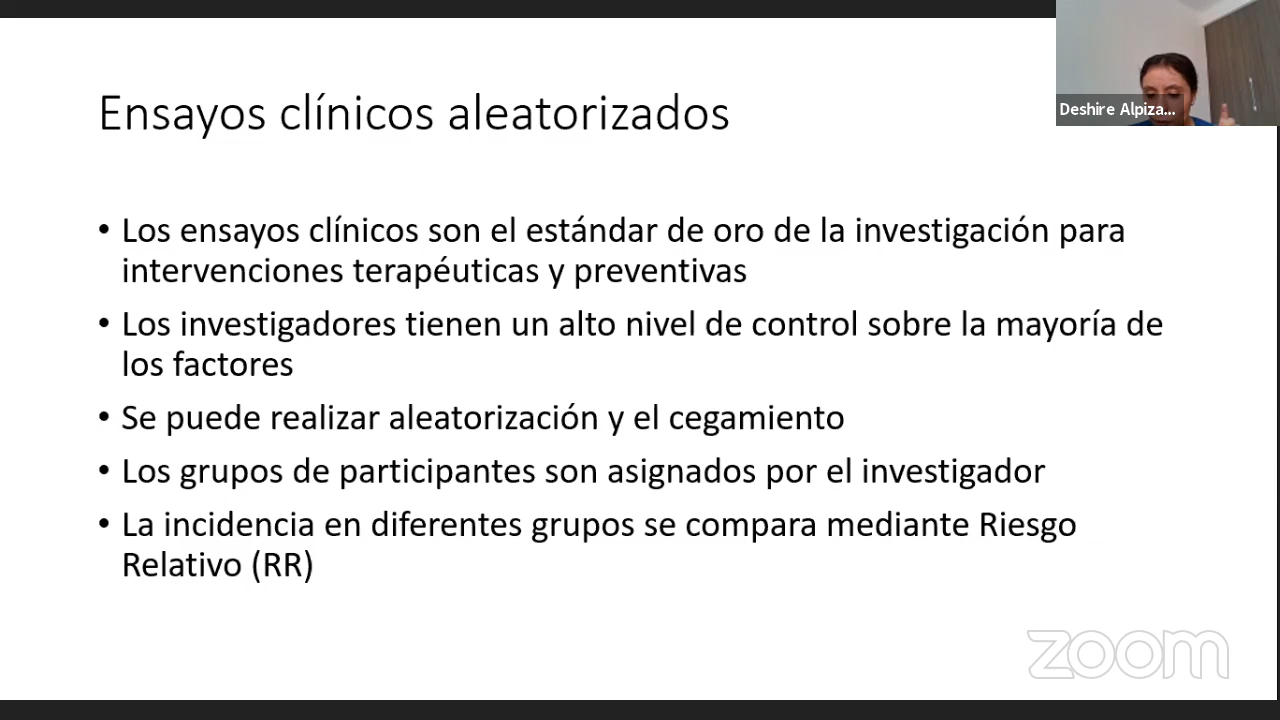 Deshire Alpiza...
Ensayos clínicos aleatorizados
• Los ensayos clínicos son el estándar de oro de la investigación para
intervenciones terapéuticas y preventivas
• Los investigadores tienen un alto nivel de control sobre la mayoría de
los factores
• Se puede realizar aleatorización y el cegamiento
• Los grupos de participantes son asignados por el investigador
• La incidencia en diferentes grupos se compara mediante Riesgo
Relativo (RR)
zoom